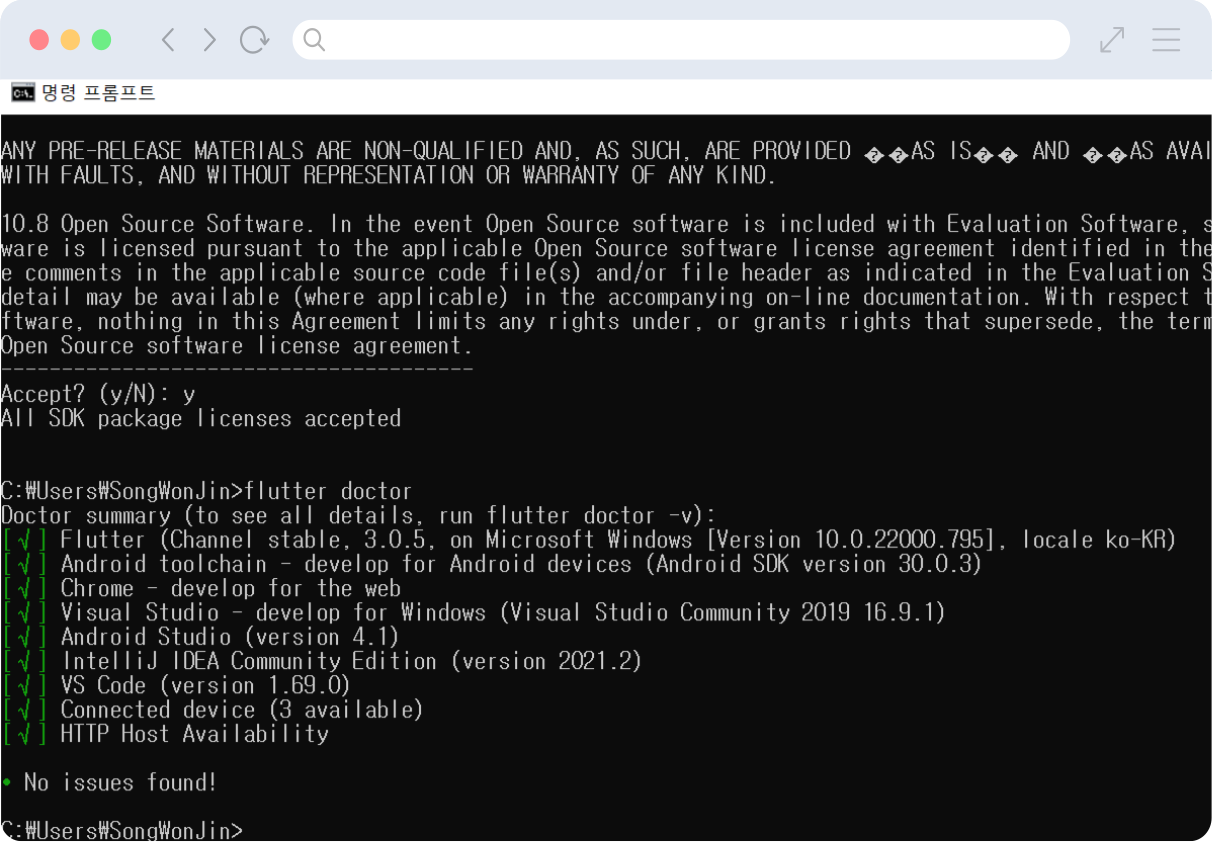 명령 프롬프트
ANY PRE-RELEASE MATERIALS ARE NON-QUALIFIED AND, AS SUCH, ARE PROVIDED ��AS IS�� AND ��AS AVAI
WITH FAULTS, AND WITHOUT REPRESENTATION OR WARRANTY OF ANY KIND.
10.8 Open Source Software. In the event Open Source software is included with Evaluation Software, s
ware is licensed pursuant to the applicable Open Source software license agreement identified in the
e comments in the applicable source code file(s) and/or file header as indicated in the Evaluation S
detail may be available (where applicable) in the accompanying on-line documentation. With respect t
ftware, nothing in this Agreement limits any rights under, or grants rights that supersede, the term
Open Source software license agreement.
---------------------------------------
Accept? (y/N): y
All SDK package licenses accepted
C:₩Users₩SongWonJin>flutter doctor
Doctor summary (to see all details, run flutter doctor -v):
[√] Flutter (Channel stable, 3.0.5, on Microsoft Windows [Version 10.0.22000.795], locale ko-KR)
[√] Android toolchain - develop for Android devices (Android SDK version 30.0.3)
[√] Chrome - develop for the web
[√] Visual Studio - develop for Windows (Visual Studio Community 2019 16.9.1)
[√] Android Studio (version 4.1)
[√] IntelliJ IDEA Community Edition (version 2021.2)
[√] VS Code (version 1.69.0)
[√] Connected device (3 available)
[√] HTTP Host Availability
• No issues found!
C:₩Users₩SongWonJin>